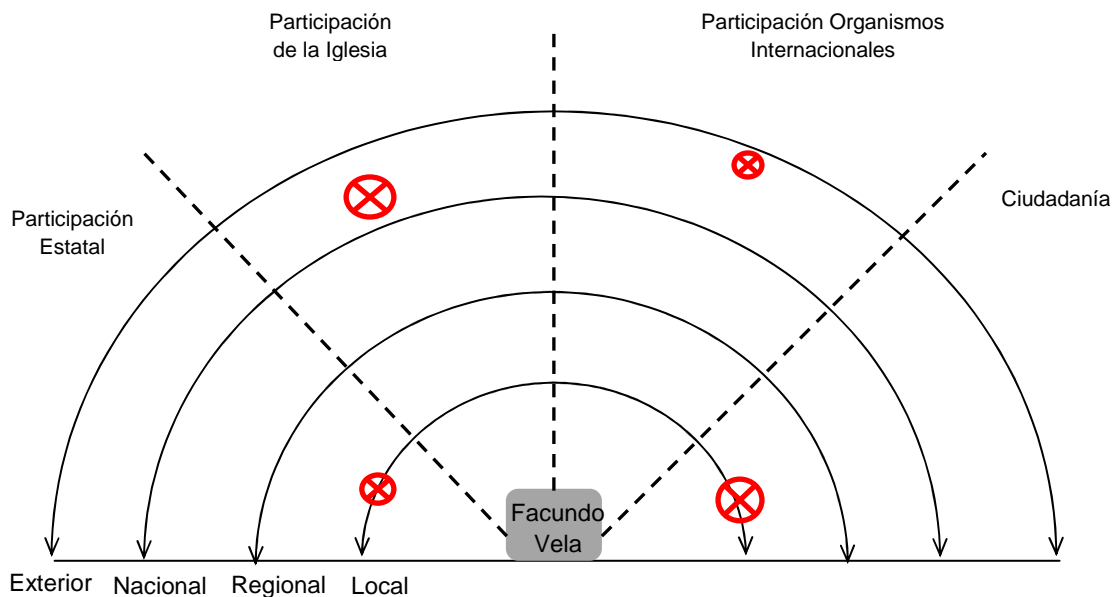 Participación
de la Iglesia
Participación Organismos
Internacionales
Participación
Estatal
Ciudadanía
Facundo
Vela
Exterior
Nacional
Regional
Local